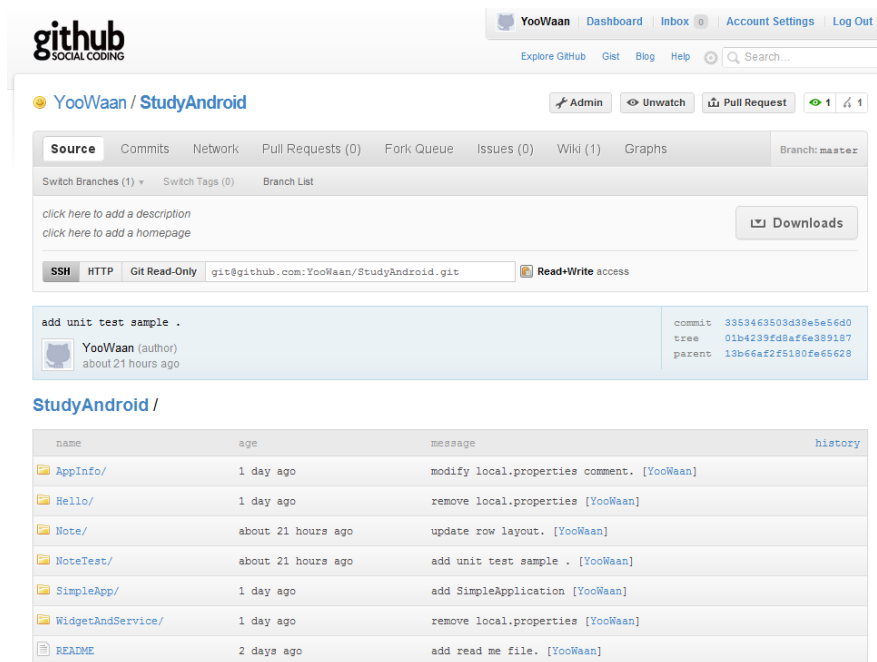 github
SOCIAL CODING
YooWaan Dashboard Inbox 0 Account Settings Log Out
Explore GitHub Gist Blog Help Search...
YooWaan / StudyAndroid
Admin Unwatch Pull Request 1 1
Source Commits Network Pull Requests (0) Fork Queue Issues (0) Wiki (1) Graphs Branch: master
Switch Branches (1) Switch Tags (0) Branch List
click here to add a description
click here to add a homepage
Downloads
SSH HTTP Git Read-Only git@github.com:YooWaan/StudyAndroid.git Read+Write access
add unit test sample .
YooWaan (author)
about 21 hours ago
commit 3353463503d38e5e56d0
tree 01b4239fd8af6e389187
parent 13b66af2f5180fe65628
StudyAndroid /
name age message history
AppInfo/ 1 day ago modify local.properties comment. [YooWaan]
Hello/ 1 day ago remove local.properties [YooWaan]
Note/ about 21 hours ago update row layout. [YooWaan]
NoteTest/ about 21 hours ago add unit test sample . [YooWaan]
SimpleApp/ 1 day ago add SimpleApplication [YooWaan]
WidgetAndService/ 1 day ago remove local.properties [YooWaan]
README 2 days ago add read me file. [YooWaan]